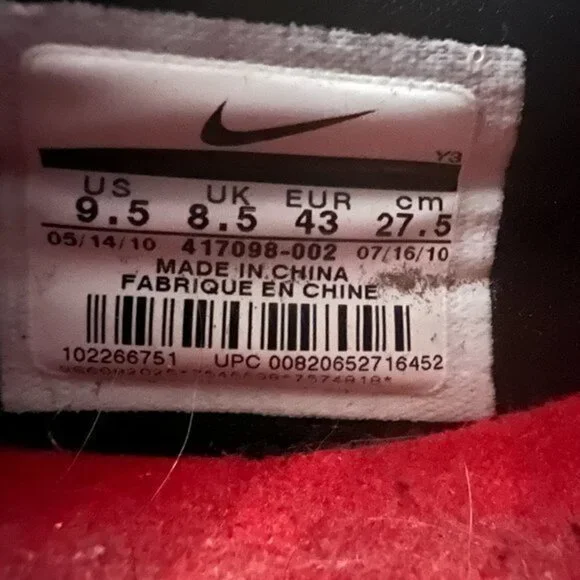 Y3
US UK EUR cm
9.5 8.5 43 27.5
05/14/10 417098-002 07/16/10
MADE IN CHINA
FABRIQUE EN CHINE
102266751 UPC 00820652716452